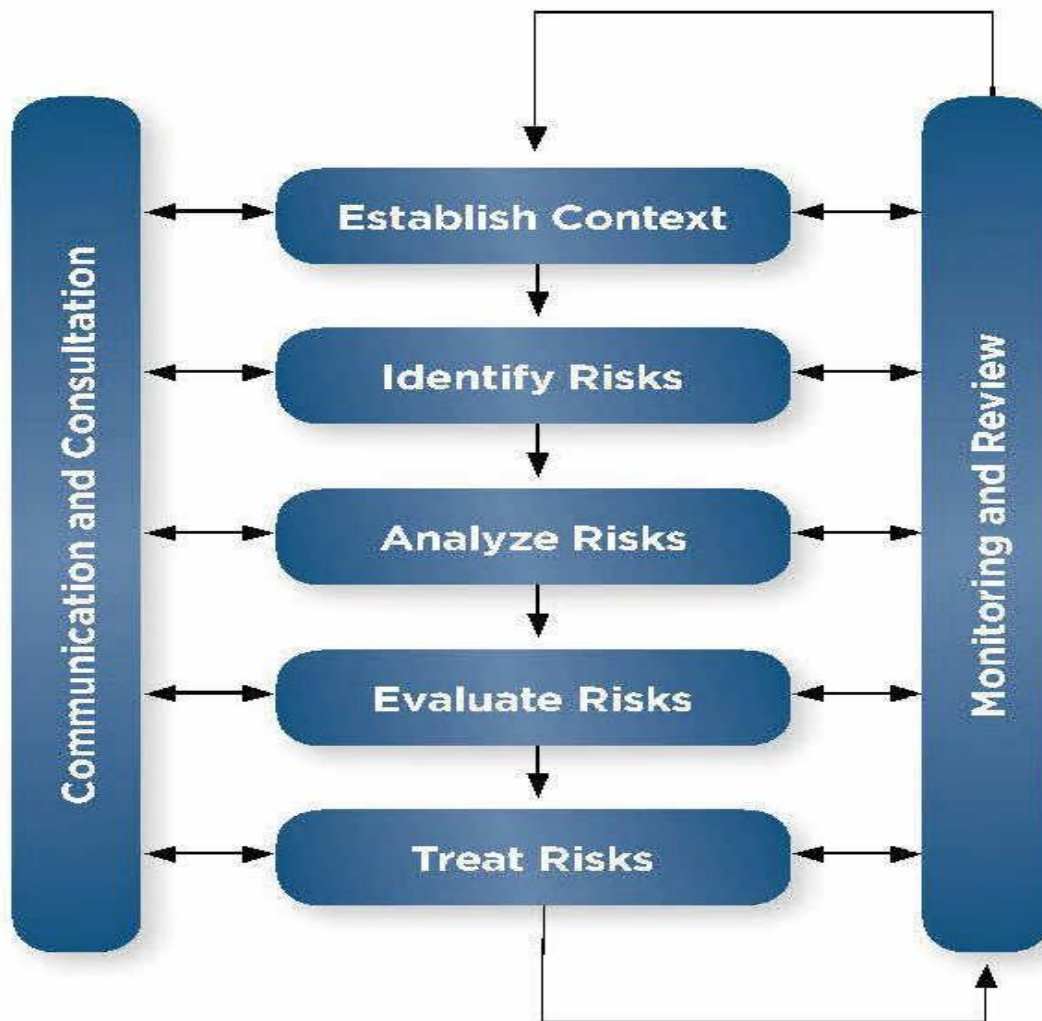 Communication and Consultation
Establish Context
Identify Risks
Analyze Risks
Evaluate Risks
Treat Risks
Monitoring and Review